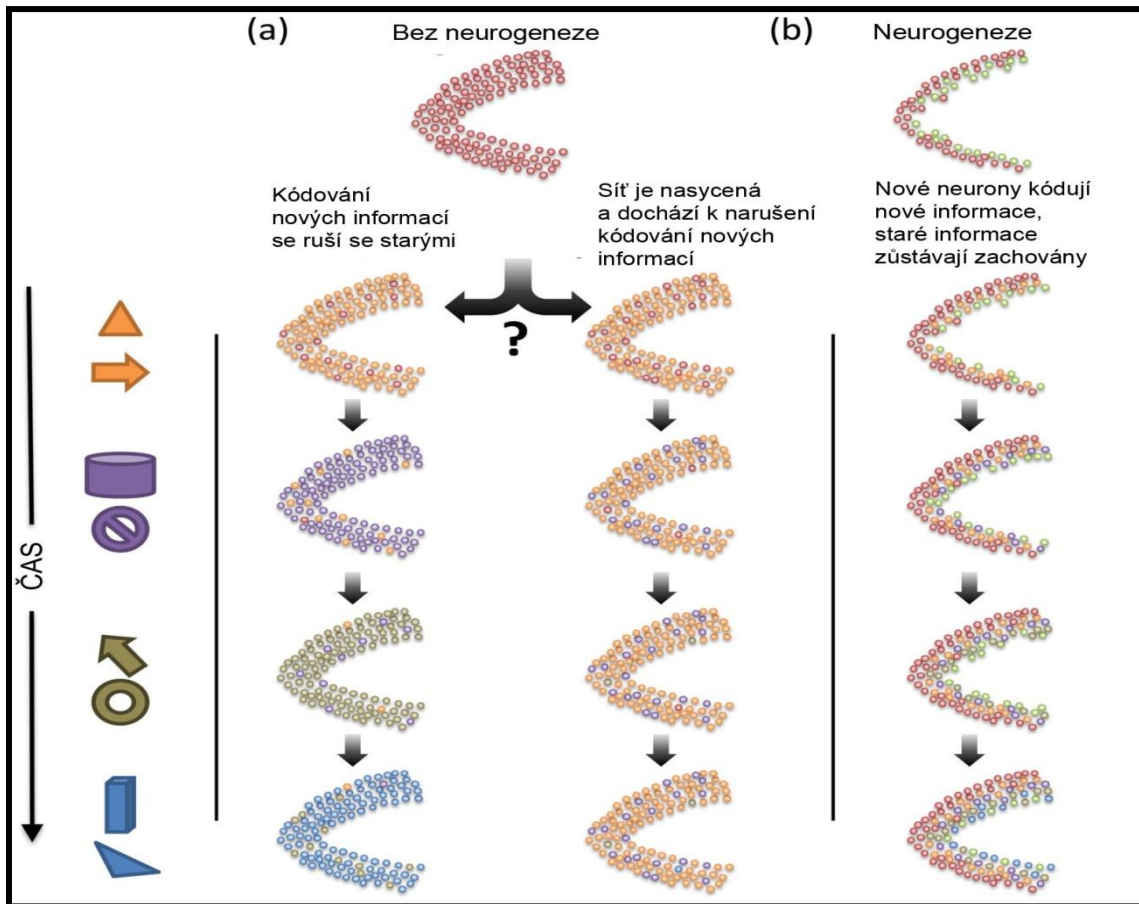 (a)
Bez neurogeneze
(b)
Neurogeneze
Kódování
nových informací
se ruší se starými
Síť je nasycená
a dochází k narušení
kódování nových
informací
Nové neurony kódují
nové informace,
staré informace
zůstávají zachovány
?
ČAS